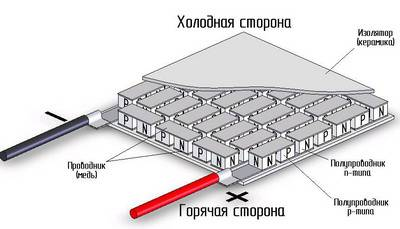 Холодная сторона
Изолятор
(керамика)
P N P N P N P N
N P N P N P N
Проводник
(медь)
Полупроводник
n-типа
Горячая сторона
Полупроводник
p-типа